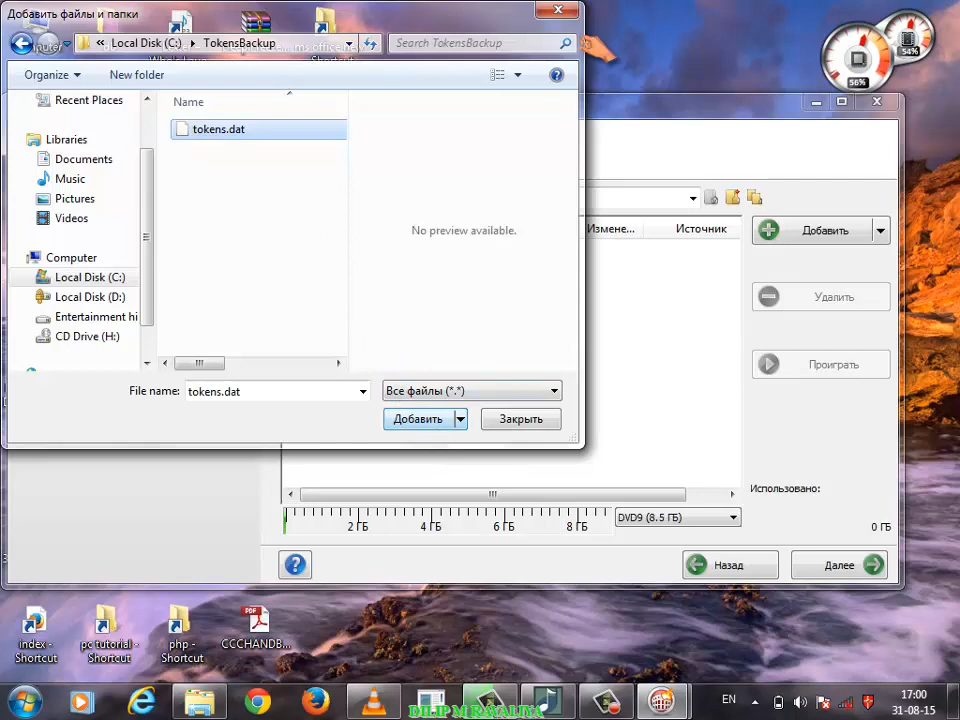 Добавить файлы и папки
Local Disk (C:)
TokensBackup
Search TokensBackup
Organize
New folder
Recent Places
Libraries
Documents
Music
Pictures
Videos
Computer
Local Disk (C:)
Local Disk (D:)
Entertainment hi
CD Drive (H:)
Name
tokens.dat
No preview available.
File name:
tokens.dat
Все файлы (*.*)
Добавить
Закрыть
56%
54%
Измене...
Источник
Добавить
Удалить
Проиграть
Использовано:
0 ГБ
2 ГБ
4 ГБ
6 ГБ
8 ГБ
DVD9 (8.5 ГБ)
Назад
Далее
index -
Shortcut
pc tutorial -
Shortcut
php -
Shortcut
PDF
CCCHANDB...
DILIP M RAVALIYA
EN
17:00
31-08-15